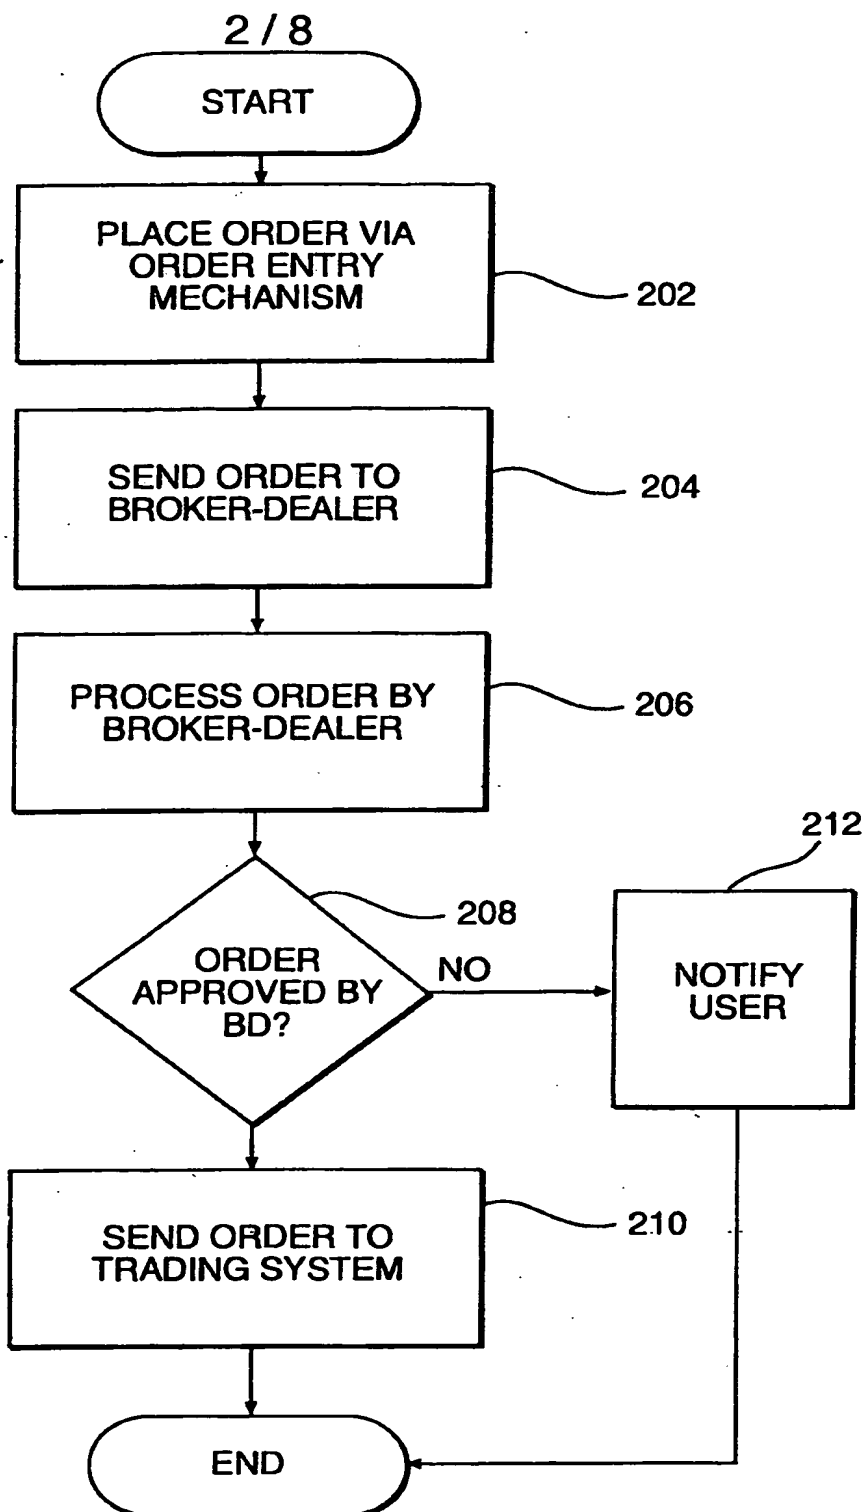 2 / 8
START
PLACE ORDER VIA
ORDER ENTRY
MECHANISM
202
SEND ORDER TO
BROKER-DEALER
204
PROCESS ORDER BY
BROKER-DEALER
206
212
208
ORDER
APPROVED BY
BD?
NO
NOTIFY
USER
SEND ORDER TO
TRADING SYSTEM
210
END